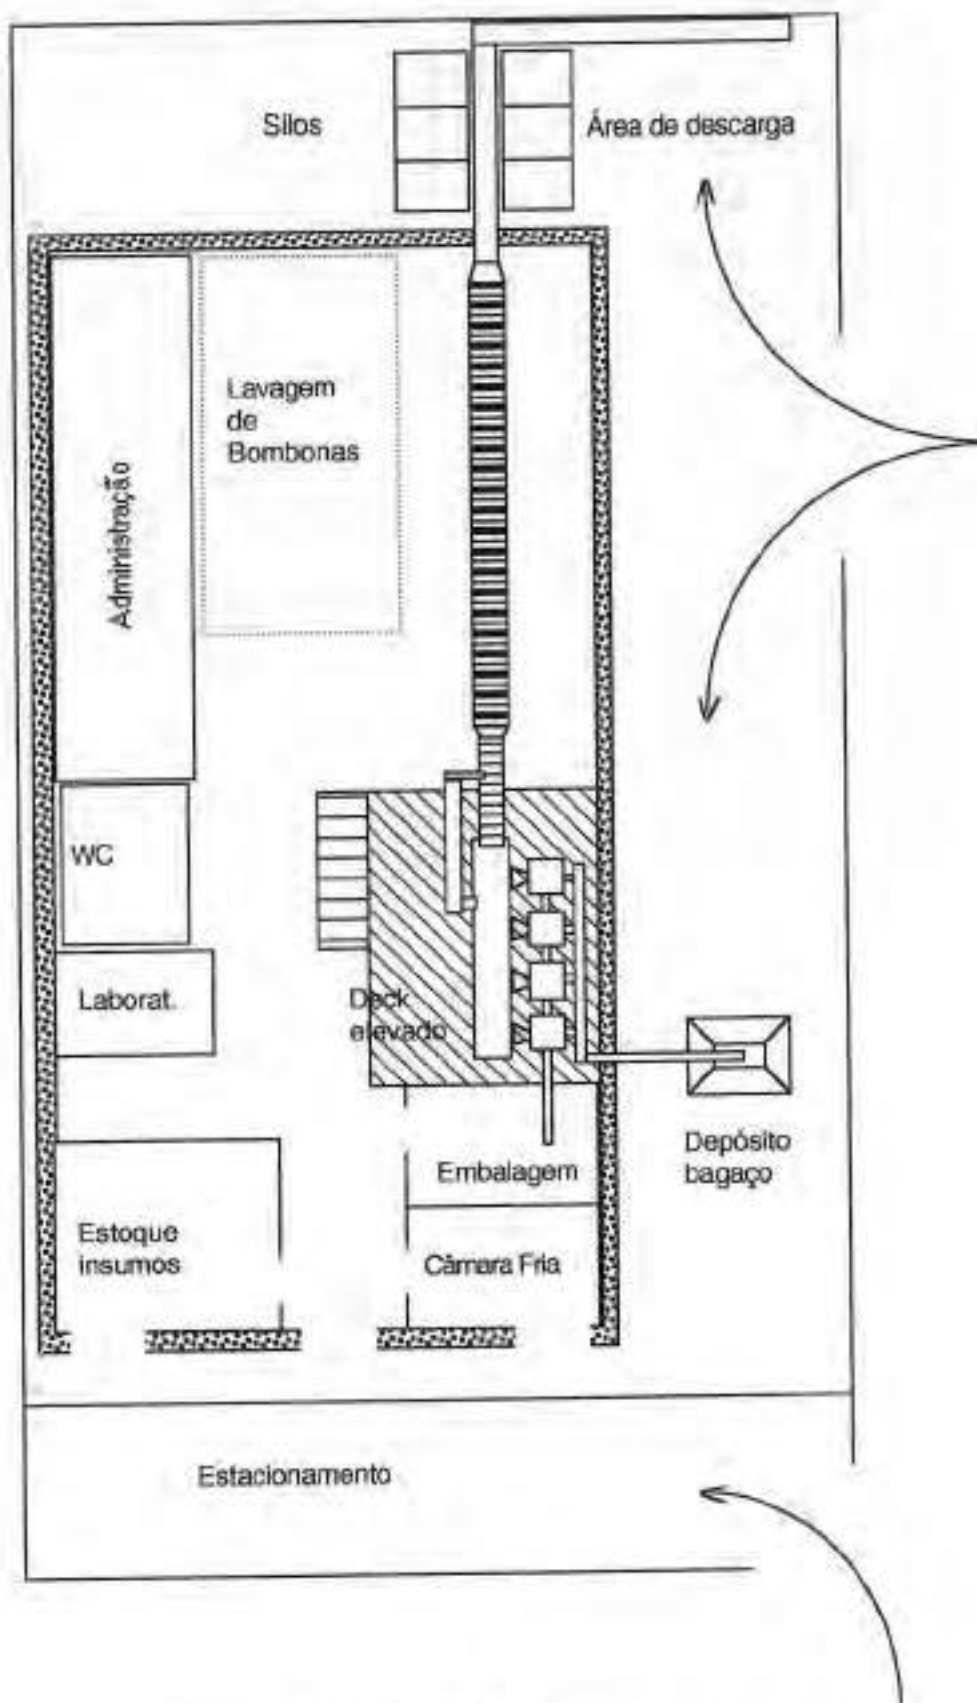 Silos
Área de descarga
Lavagem
de
Bombonas
Administração
WC
Laborat.
Deck
elevado
Depósito
bagaço
Embalagem
Estoque
insumos
Câmara Fria
Estacionamento